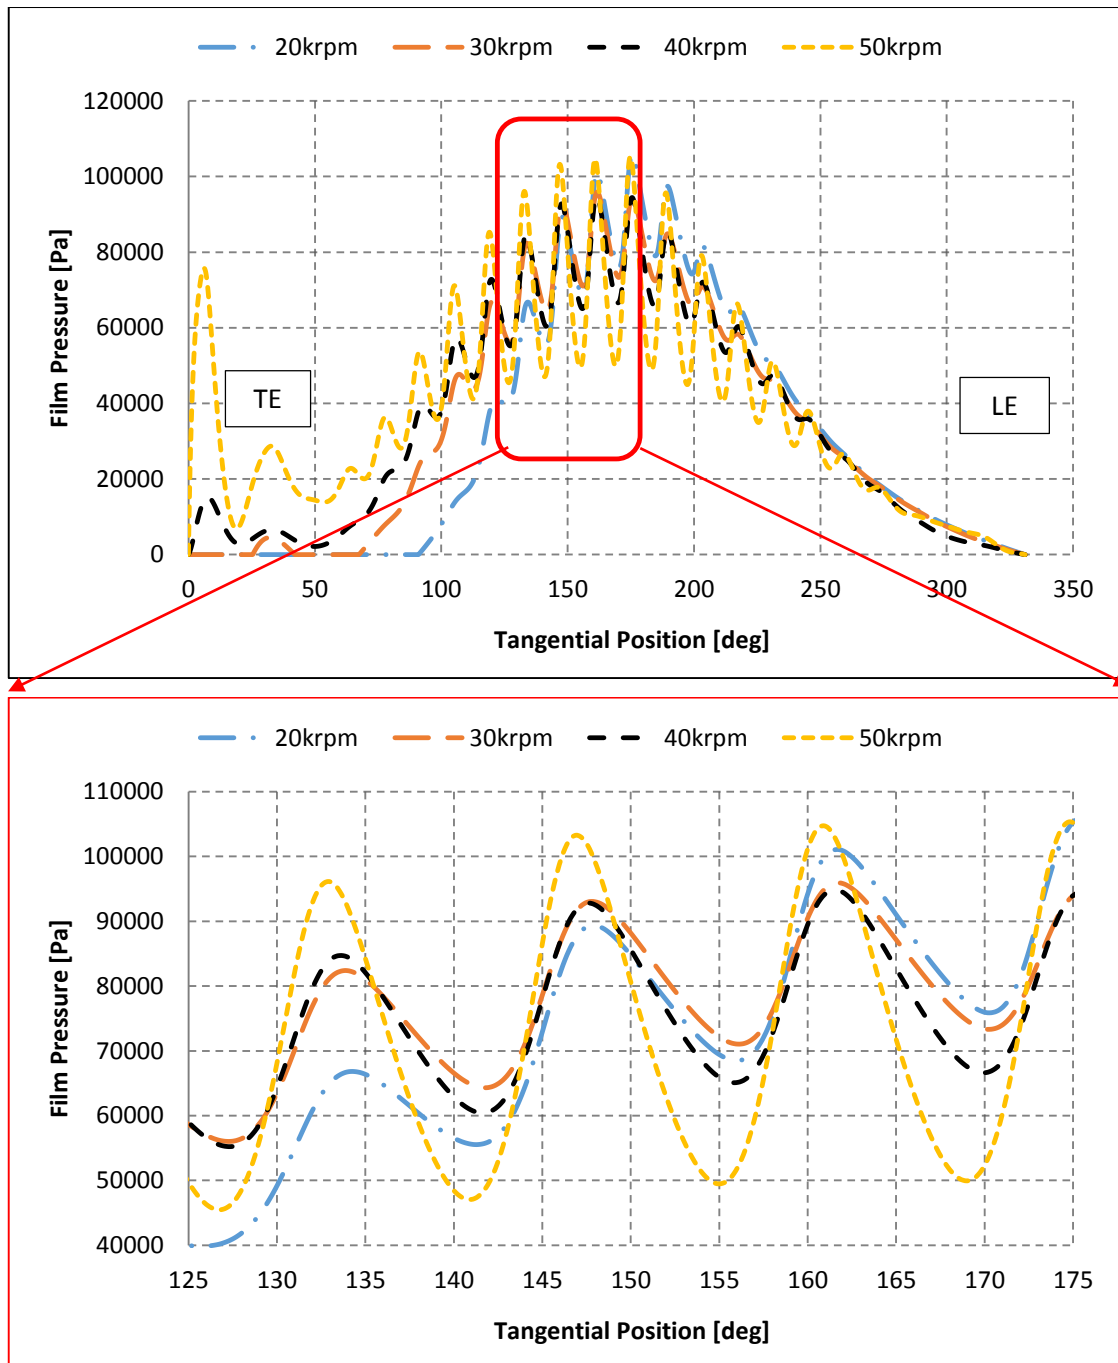 20krpm 30krpm 40krpm 50krpm
120000
100000
80000
60000
40000
20000
0
Film Pressure [Pa]
TE
LE
0 50 100 150 200 250 300 350
Tangential Position [deg]
20krpm 30krpm 40krpm 50krpm
110000
100000
90000
80000
70000
60000
50000
40000
Film Pressure [Pa]
125 130 135 140 145 150 155 160 165 170 175
Tangential Position [deg]